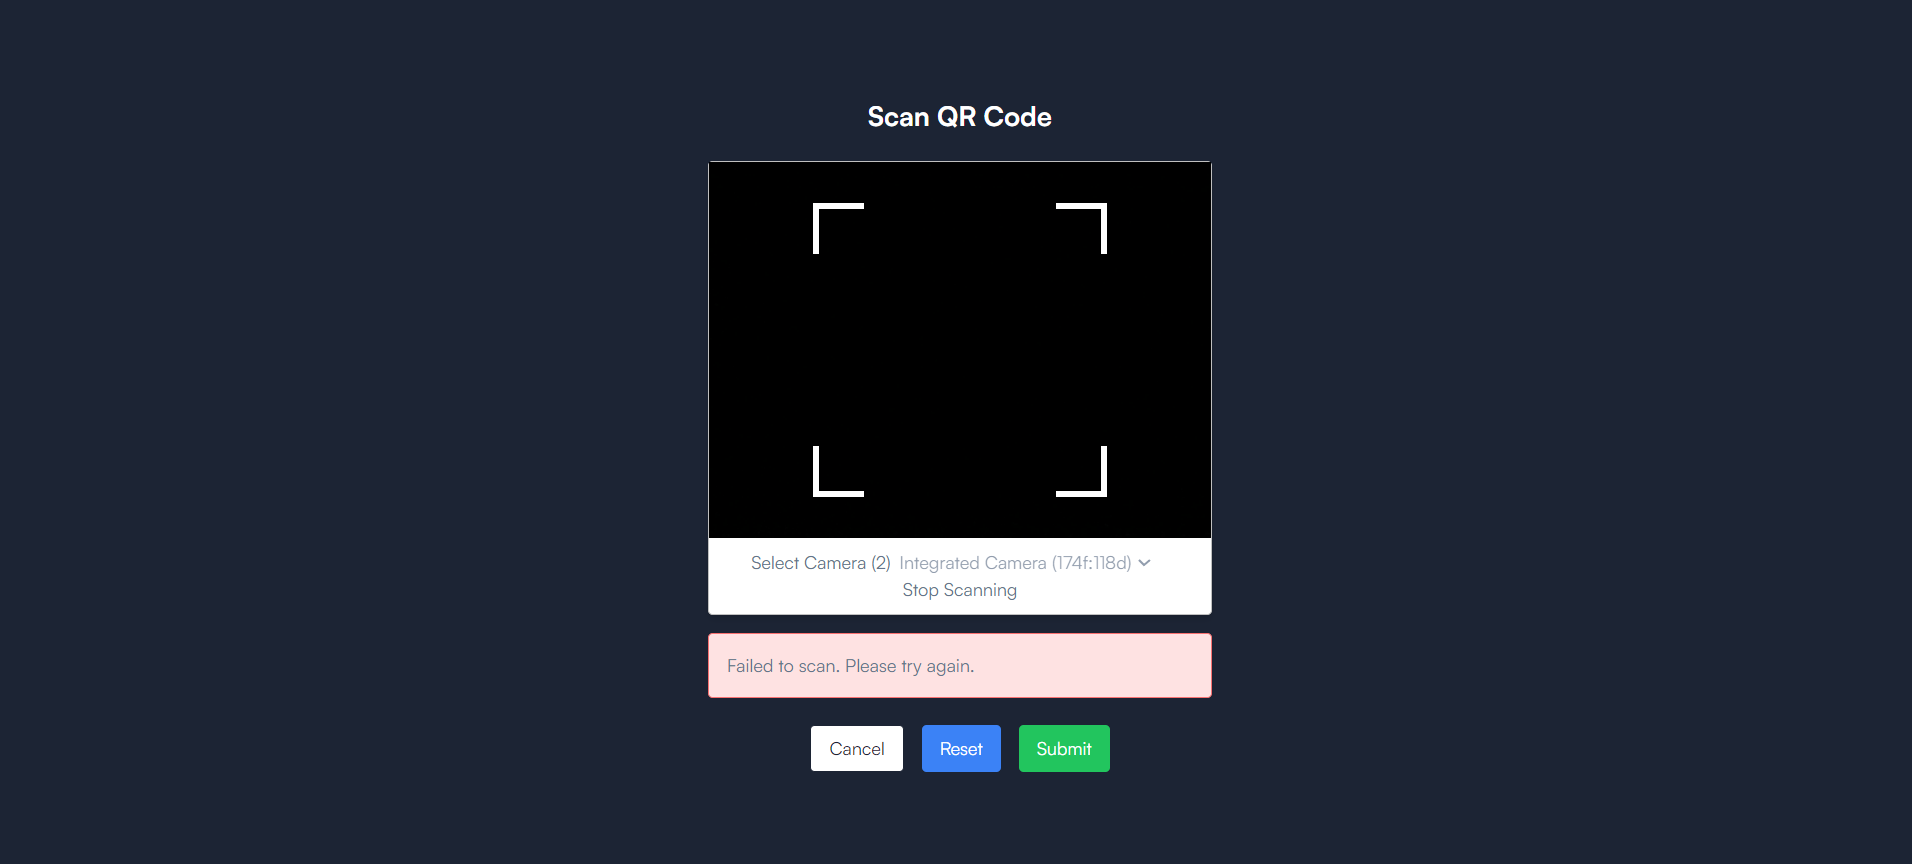 Scan QR Code
Select Camera (2) Integrated Camera (174f:118d)
Stop Scanning
Failed to scan. Please try again.
Cancel Reset Submit